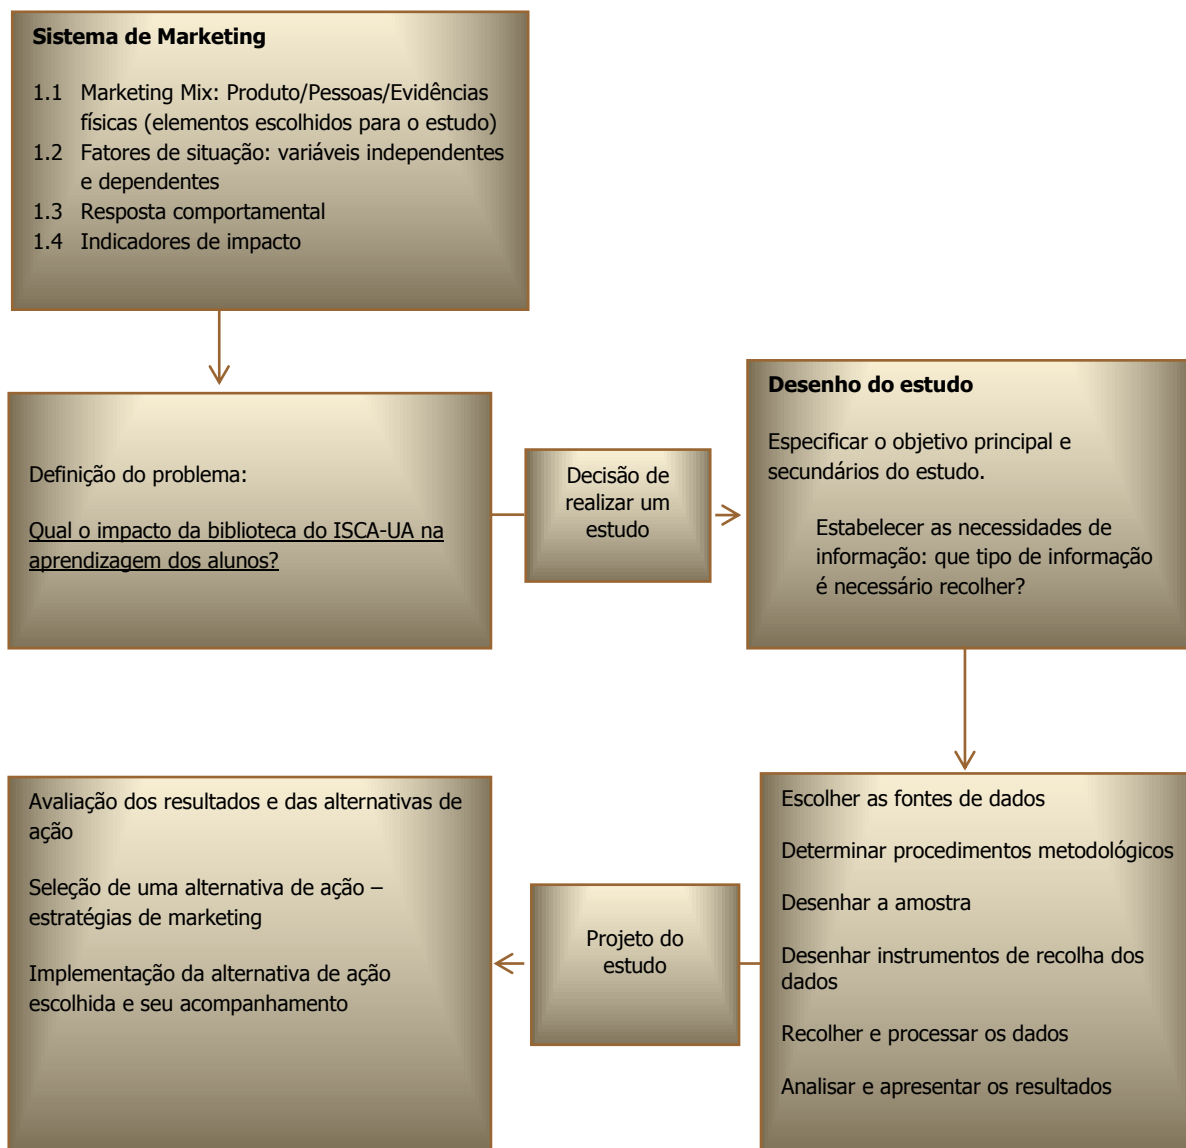 Sistema de Marketing
1.1 Marketing Mix: Produto/Pessoas/Evidências
físicas (elementos escolhidos para o estudo)
1.2 Fatores de situação: variáveis independentes
e dependentes
1.3 Resposta comportamental
1.4 Indicadores de impacto
Definição do problema:
Qual o impacto da biblioteca do ISCA-UA na
aprendizagem dos alunos?
Decisão de
realizar um
estudo
Desenho do estudo
Especificar o objetivo principal e
secundários do estudo.
Estabelecer as necessidades de
informação: que tipo de informação
é necessário recolher?
Escolher as fontes de dados
Determinar procedimentos metodológicos
Desenhar a amostra
Desenhar instrumentos de recolha dos
dados
Recolher e processar os dados
Analisar e apresentar os resultados
Projeto do
estudo
Avaliação dos resultados e das alternativas de
ação
Seleção de uma alternativa de ação –
estratégias de marketing
Implementação da alternativa de ação
escolhida e seu acompanhamento